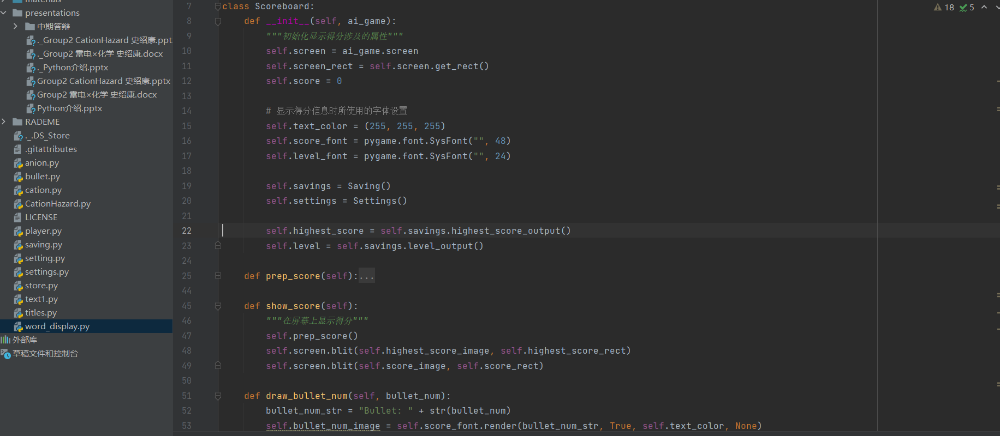 materials
presentations
中期答辩
._Group2 CationHazard 史绍康.ppt
._Group2 雷电×化学 史绍康.docx
._Python介绍.pptx
Group2 CationHazard 史绍康.pptx
Group2 雷电×化学 史绍康.docx
Python介绍.pptx
RADEME
._.DS_Store
.gitattributes
anion.py
bullet.py
cation.py
CationHazard.py
LICENSE
player.py
saving.py
setting.py
settings.py
store.py
text1.py
titles.py
word_display.py
外部库
草稿文件和控制台
18 5
7 class Scoreboard:
8 def __init__(self, ai_game):
9 """初始化显示得分涉及的属性"""
10 self.screen = ai_game.screen
11 self.screen_rect = self.screen.get_rect()
12 self.score = 0
13
14 # 显示得分信息时所使用的字体设置
15 self.text_color = (255, 255, 255)
16 self.score_font = pygame.font.SysFont("", 48)
17 self.level_font = pygame.font.SysFont("", 24)
18
19 self.savings = Saving()
20 self.settings = Settings()
21
22 self.highest_score = self.savings.highest_score_output()
23 self.level = self.savings.level_output()
24
25 def prep_score(self):...
44
45 def show_score(self):
46 """在屏幕上显示得分"""
47 self.prep_score()
48 self.screen.blit(self.highest_score_image, self.highest_score_rect)
49 self.screen.blit(self.score_image, self.score_rect)
50
51 def draw_bullet_num(self, bullet_num):
52 bullet_num_str = "Bullet: " + str(bullet_num)
53 self.bullet_num_image = self.score_font.render(bullet_num_str, True, self.text_color, None)